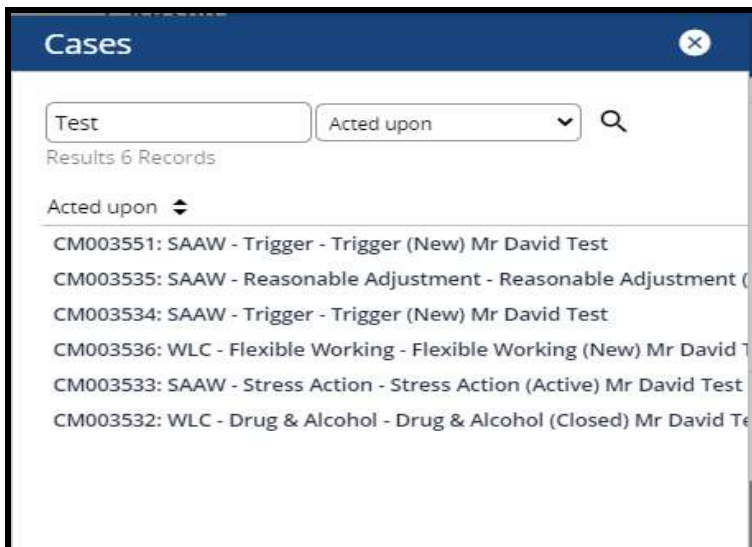 Cases
Test
Acted upon
Results 6 Records
Acted upon
CM003551: SAAW - Trigger - Trigger (New) Mr David Test
CM003535: SAAW - Reasonable Adjustment - Reasonable Adjustment (
CM003534: SAAW - Trigger - Trigger (New) Mr David Test
CM003536: WLC - Flexible Working - Flexible Working (New) Mr David
CM003533: SAAW - Stress Action - Stress Action (Active) Mr David Test
CM003532: WLC - Drug & Alcohol - Drug & Alcohol (Closed) Mr David